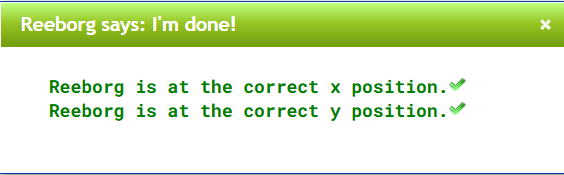 Reeborg says: I'm done!
×
Reeborg is at the correct x position.✔
Reeborg is at the correct y position.✔